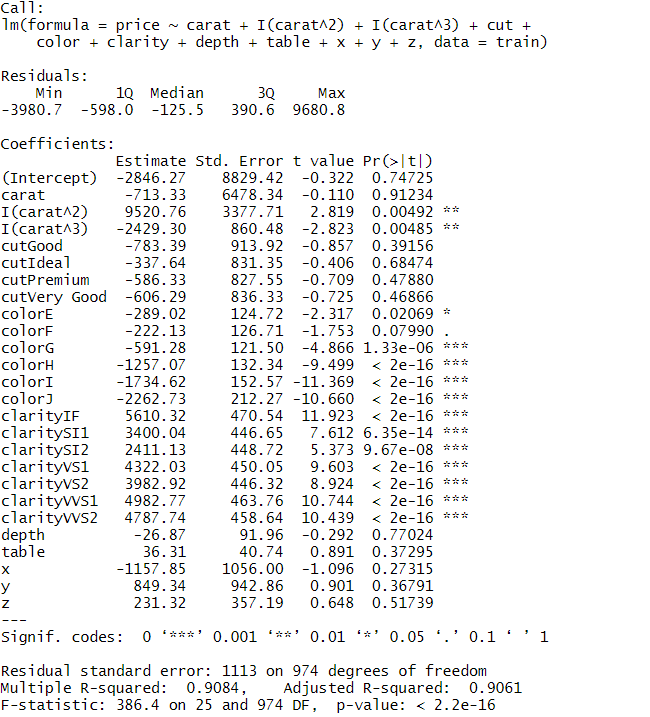 Call:
lm(formula = price ~ carat + I(carat^2) + I(carat^3) + cut +
    color + clarity + depth + table + x + y + z, data = train)

Residuals:
    Min      1Q  Median      3Q     Max
-3980.7  -598.0  -125.5   390.6  9680.8

Coefficients:
             Estimate Std. Error t value Pr(>|t|)
(Intercept)  -2846.27    8829.42  -0.322  0.74725
carat         -713.33    6478.34  -0.110  0.91234
I(carat^2)    9520.76    3377.71   2.819  0.00492 **
I(carat^3)   -2429.30     860.48  -2.823  0.00485 **
cutGood       -783.39     913.92  -0.857  0.39156
cutIdeal      -337.64     831.35  -0.406  0.68474
cutPremium    -586.33     827.55  -0.709  0.47880
cutVery Good  -606.29     836.33  -0.725  0.46866
colorE        -289.02     124.72  -2.317  0.02069 *
colorF        -222.13     126.71  -1.753  0.07990 .
colorG        -591.28     121.50  -4.866 1.33e-06 ***
colorH       -1257.07     132.34  -9.499  < 2e-16 ***
colorI       -1734.62     152.57 -11.369  < 2e-16 ***
colorJ       -2262.73     212.27 -10.660  < 2e-16 ***
clarityIF     5610.32     470.54  11.923  < 2e-16 ***
claritySI1    3400.04     446.65   7.612 6.35e-14 ***
claritySI2    2411.13     448.72   5.373 9.67e-08 ***
clarityVS1    4322.03     450.05   9.603  < 2e-16 ***
clarityVS2    3982.92     446.32   8.924  < 2e-16 ***
clarityVVS1   4982.77     463.76  10.744  < 2e-16 ***
clarityVVS2   4787.74     458.64  10.439  < 2e-16 ***
depth          -26.87      91.96  -0.292  0.77024
table           36.31      40.74   0.891  0.37295
x            -1157.85    1056.00  -1.096  0.27315
y              849.34     942.86   0.901  0.36791
z              231.32     357.19   0.648  0.51739
---
Signif. codes:  0 ‘***’ 0.001 ‘**’ 0.01 ‘*’ 0.05 ‘.’ 0.1 ‘ ’ 1

Residual standard error: 1113 on 974 degrees of freedom
Multiple R-squared:  0.9084,    Adjusted R-squared:  0.9061
F-statistic: 386.4 on 25 and 974 DF,  p-value: < 2.2e-16